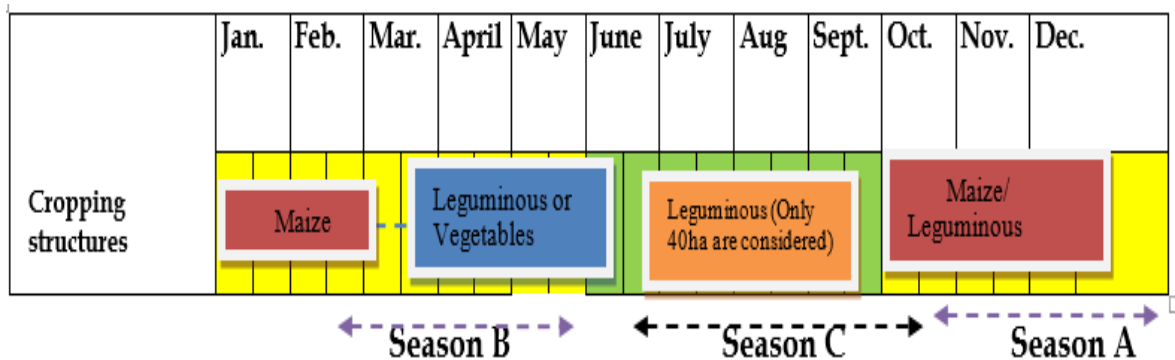 Jan. Feb. Mar. April May June July Aug Sept. Oct. Nov. Dec.
Cropping
structures
Maize
Leguminous or
Vegetables
Leguminous (Only
40ha are considered)
Maize/
Leguminous
Season B
Season C
Season A